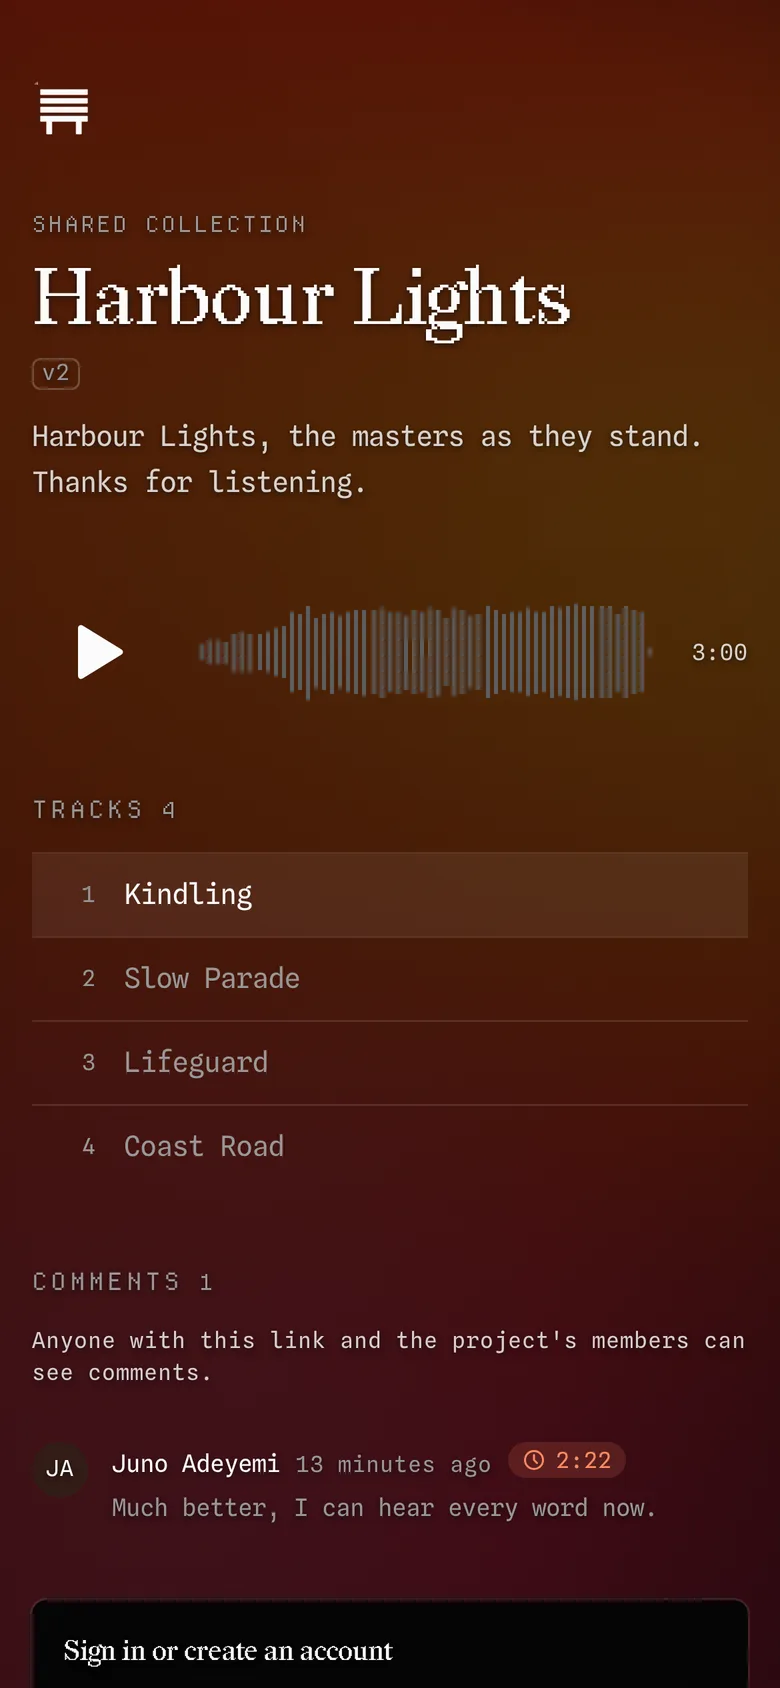 SHARED COLLECTION
Harbour Lights
v2
Harbour Lights, the masters as they stand.
Thanks for listening.
3:00
TRACKS 4
1 Kindling
2 Slow Parade
3 Lifeguard
4 Coast Road
COMMENTS 1
Anyone with this link and the project's members can
see comments.
JA Juno Adeyemi 13 minutes ago 2:22
Much better, I can hear every word now.
Sign in or create an account